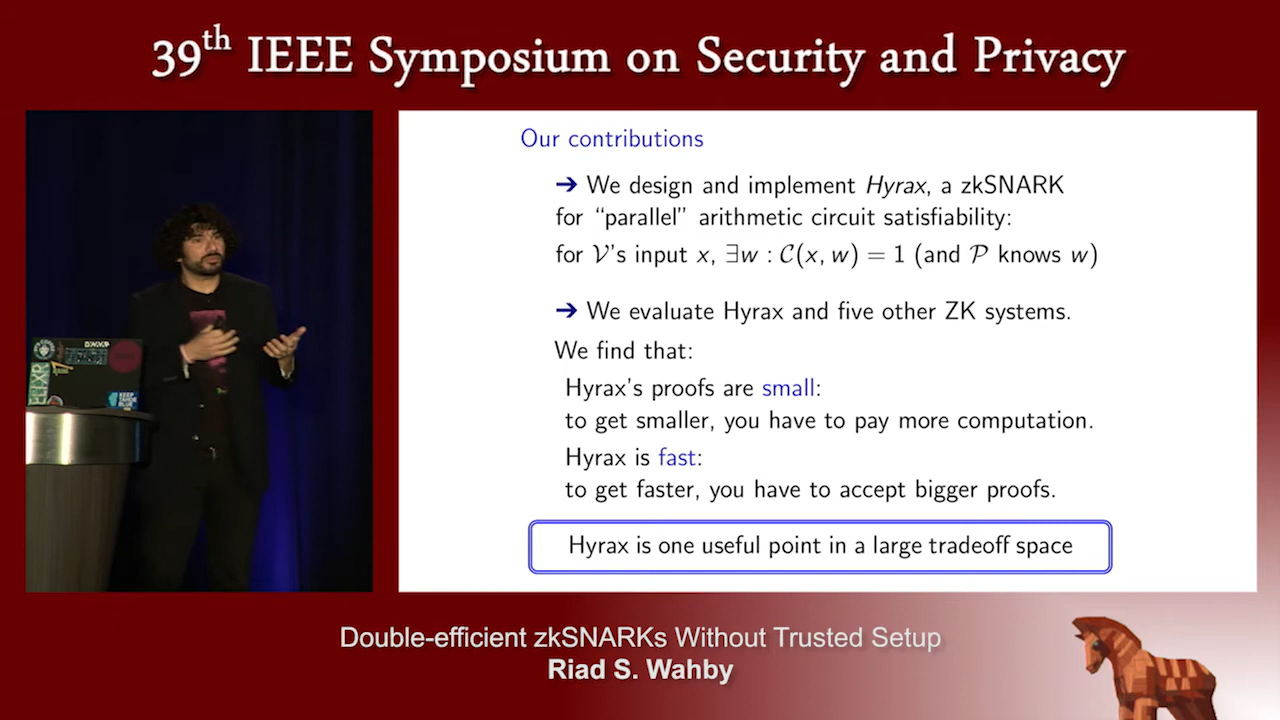 39th IEEE Symposium on Security and Privacy
Our contributions
➔ We design and implement Hyrax, a zkSNARK
for “parallel” arithmetic circuit satisfiability:
for 𝒱's input x, ∃w : 𝒞(x, w) = 1 (and 𝒫 knows w)
➔ We evaluate Hyrax and five other ZK systems.
We find that:
Hyrax's proofs are small:
to get smaller, you have to pay more computation.
Hyrax is fast:
to get faster, you have to accept bigger proofs.
Hyrax is one useful point in a large tradeoff space
KEEP
TAHOE
BLUE
Double-efficient zkSNARKs Without Trusted Setup
Riad S. Wahby